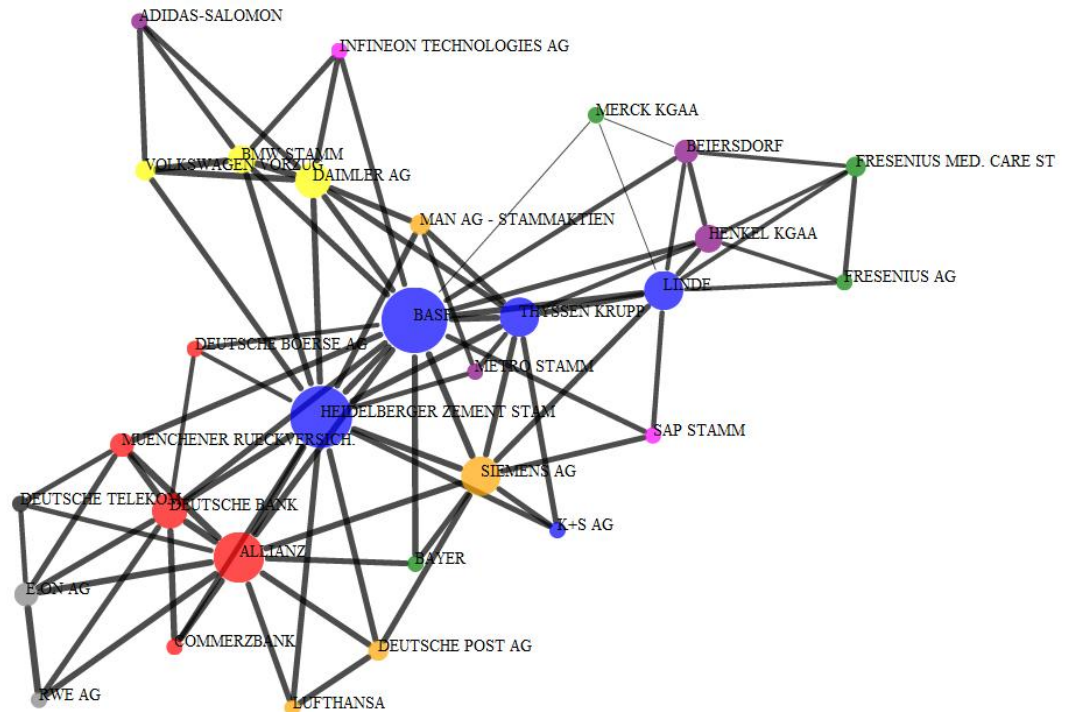 ADIDAS-SALOMON
INFINEON TECHNOLOGIES AG
MERCK KGAA
BMW STAMM
BEIERSDORF
VOLKSWAGEN VORZUG
FRESENIUS MED. CARE ST
DAIMLER AG
MAN AG - STAMMAKTIEN
HENKEL KGAA
FRESENIUS AG
LINDE
BASF
THYSSEN KRUPP
DEUTSCHE BOERSE AG
METRO STAMM
HEIDELBERGER ZEMENT STAM
SAP STAMM
MUENCHENER RUECKVERSICH.
SIEMENS AG
DEUTSCHE TELEKOM
DEUTSCHE BANK
K+S AG
ALLIANZ
BAYER
E.ON AG
COMMERZBANK
DEUTSCHE POST AG
RWE AG
LUFTHANSA